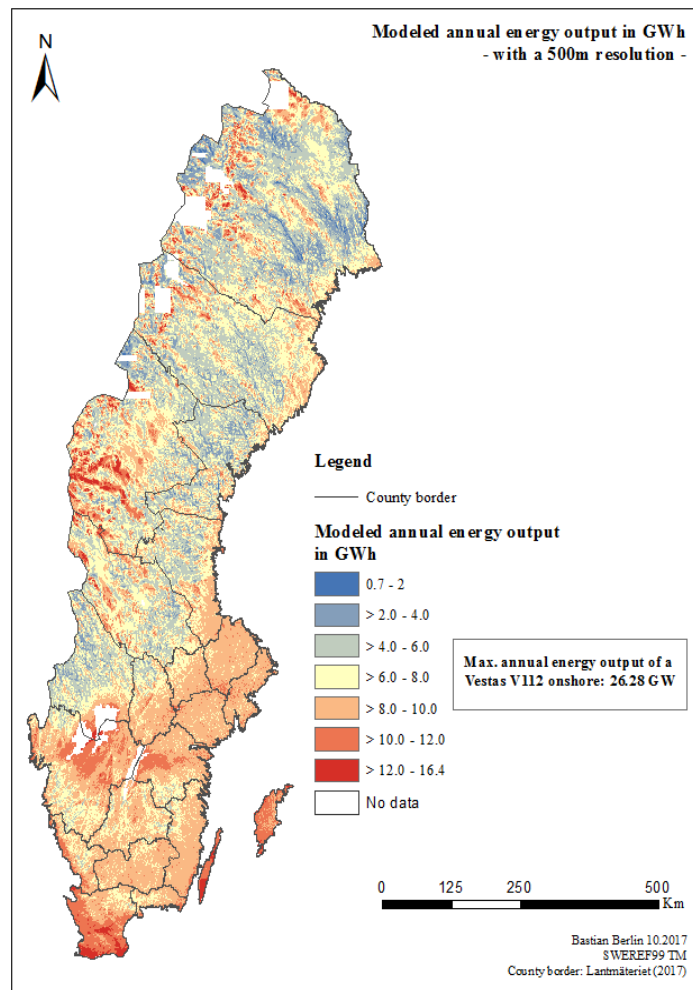 Modeled annual energy output in GWh
- with a 500m resolution -
N
Legend
County border
Modeled annual energy output
in GWh
0.7 - 2
> 2.0 - 4.0
> 4.0 - 6.0
> 6.0 - 8.0
> 8.0 - 10.0
> 10.0 - 12.0
> 12.0 - 16.4
No data
Max. annual energy output of a
Vestas V112 onshore: 26.28 GW
0 125 250 500
Km
Bastian Berlin 10.2017
SWEREF99 TM
County border: Lantmäteriet (2017)